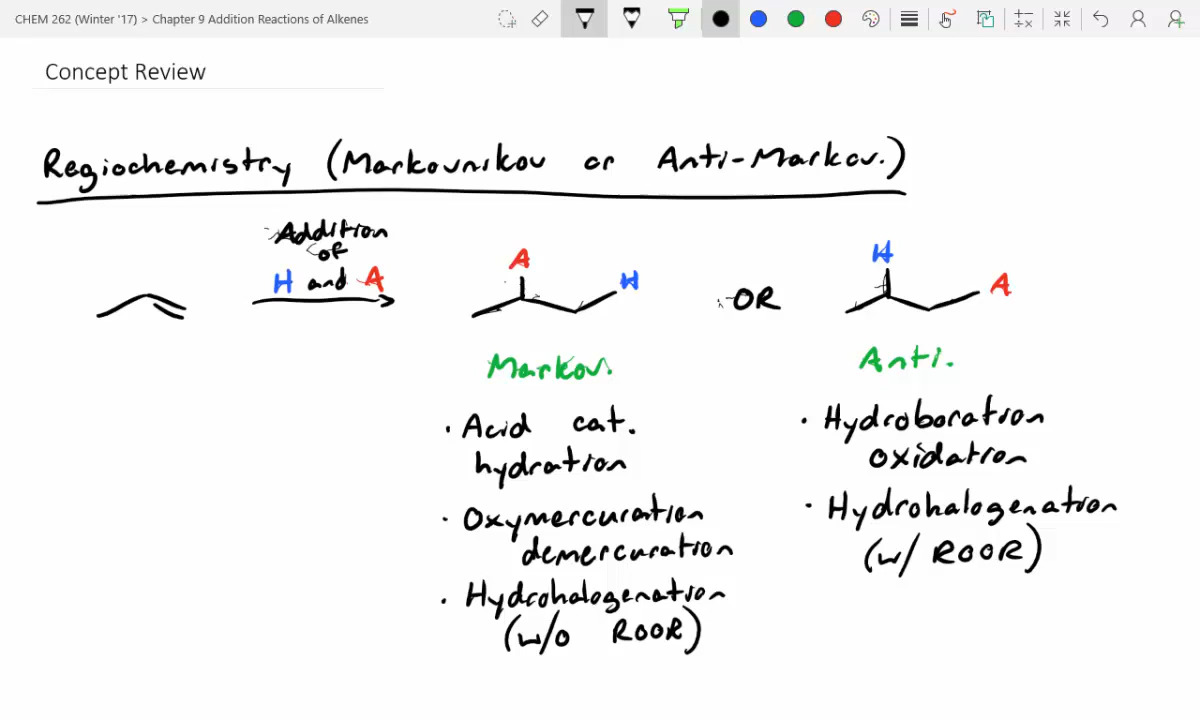 CHEM 262 (Winter '17) > Chapter 9 Addition Reactions of Alkenes
Concept Review
Regiochemistry (Markovnikov or Anti-Markov.)
Addition
of
H and A
A
H
OR
H
A
Markov.
• Acid cat.
hydration
• Oxymercuration
demercuration
• Hydrohalogenation
(w/o ROOR)
Anti.
• Hydroboration
oxidation
• Hydrohalogenation
(w/ ROOR)